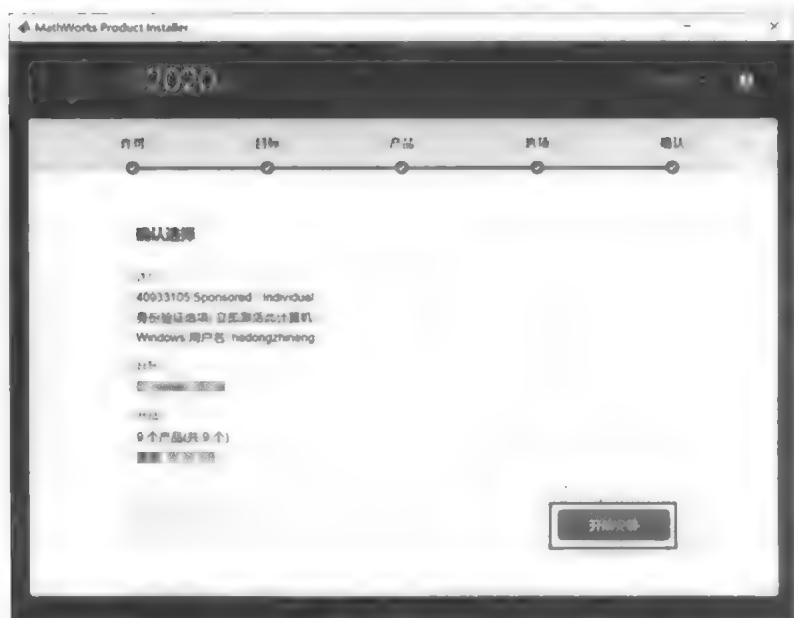 MathWorks Product Installer
2020
许可 目标 产品 选项 确认
确认选择
40933105 Sponsored - Individual
身份验证选项: 立即激活此计算机
Windows 用户名: hedongzhineng
目标
9 个产品(共 9 个)
开始安装